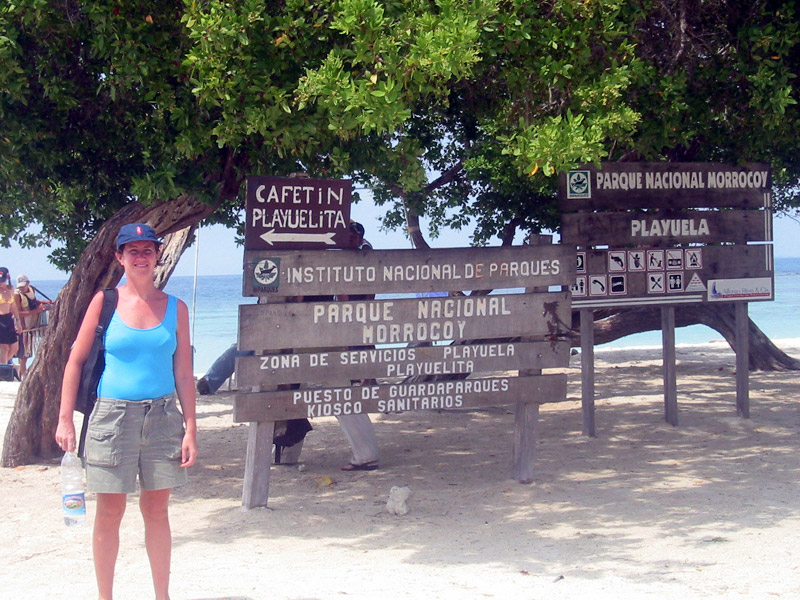 CAFETIN
PLAYUELITA
INSTITUTO NACIONAL DE PARQUES
PARQUE NACIONAL
MORROCOY
ZONA DE SERVICIOS PLAYUELA
PLAYUELITA
PUESTO DE GUARDAPARQUES
KIOSCO SANITARIOS
PARQUE NACIONAL MORROCOY
PLAYUELA